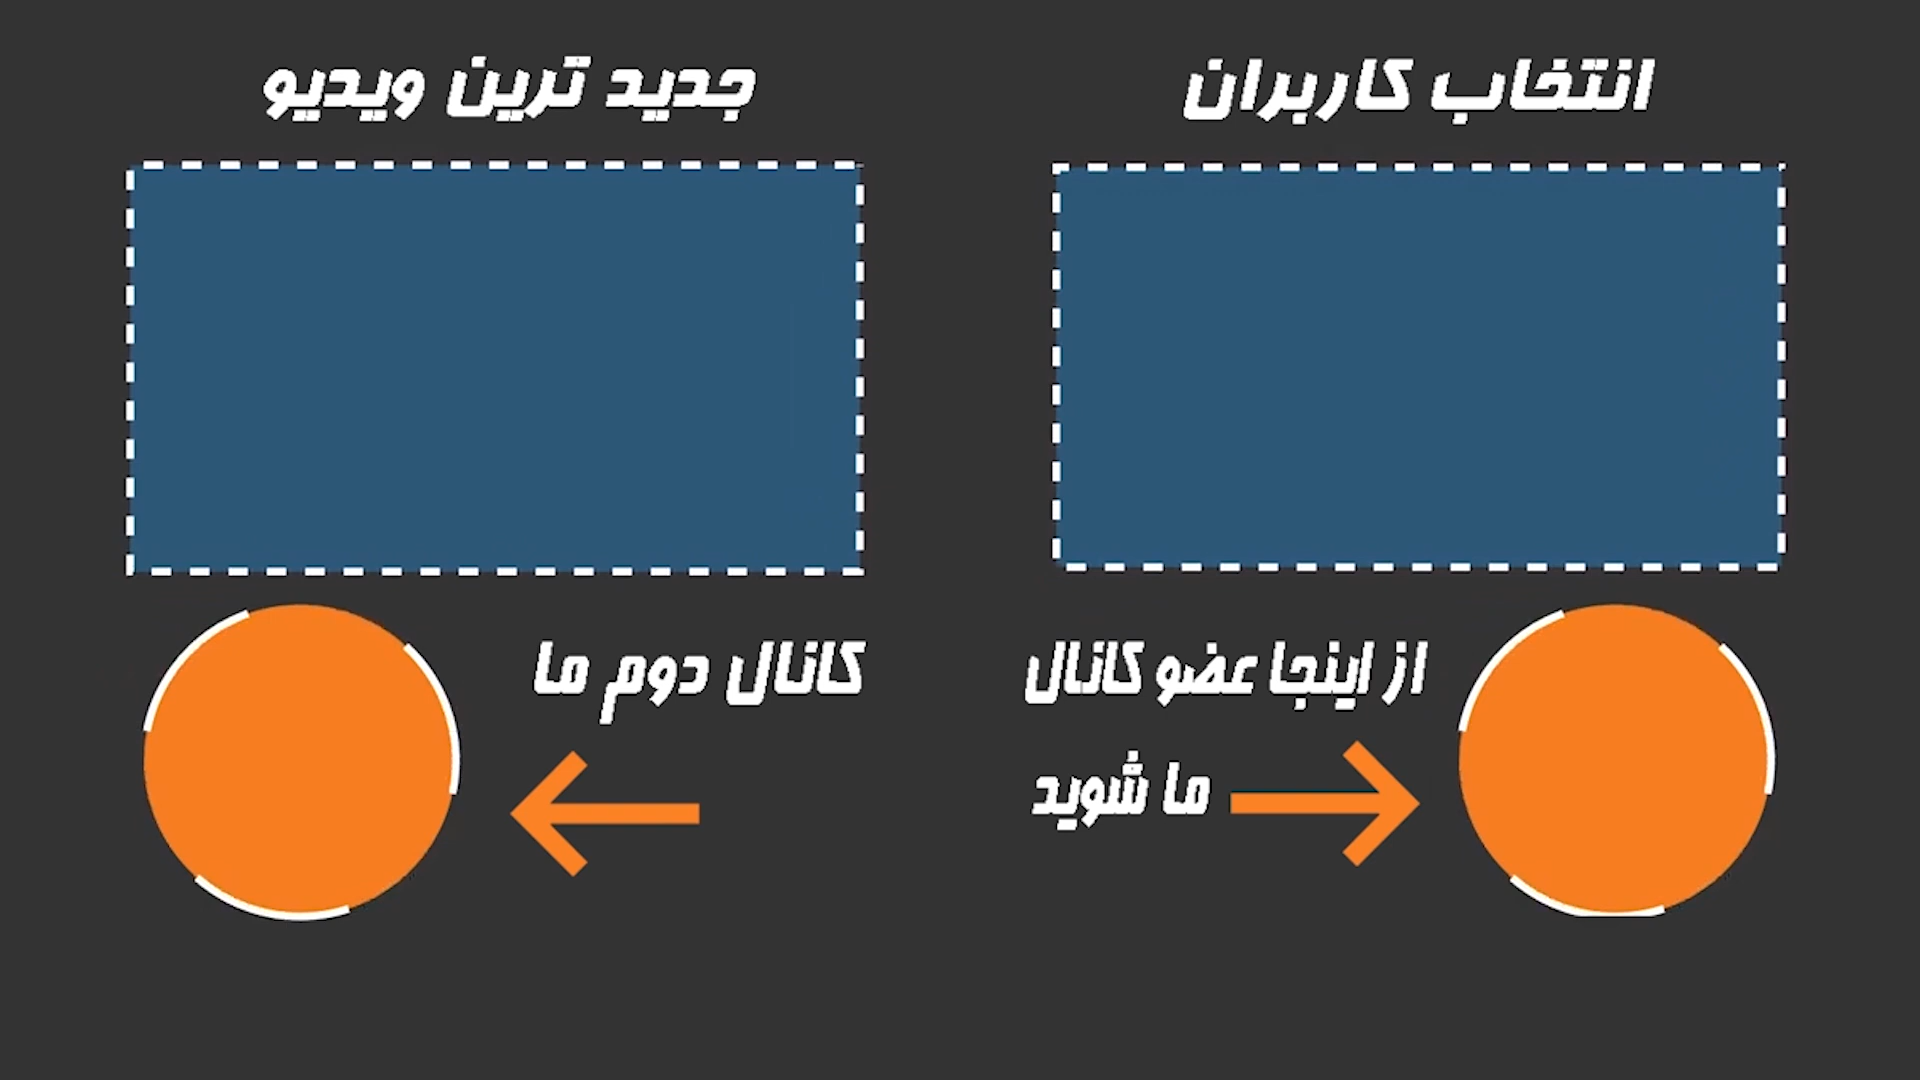 انتخاب کاربران
جدید ترین ویدیو
از اینجا عضو کانال
ما شوید
کانال دوم ما